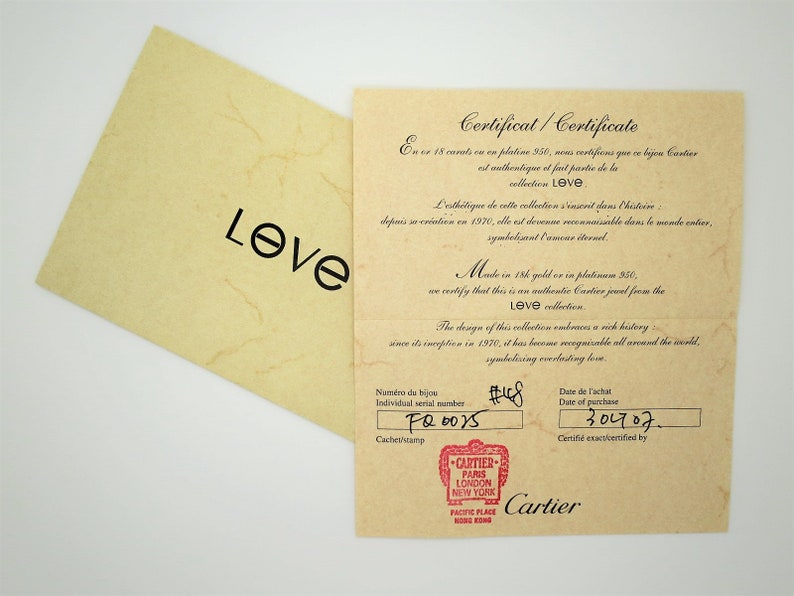 LOVE
Certificat / Certificate
En or 18 carats ou en platine 950, nous certifions que ce bijou Cartier
est authentique et fait partie de la
collection LOVE.
L'esthétique de cette collection s'inscrit dans l'histoire :
depuis sa création en 1970, elle est devenue reconnaissable dans le monde entier,
symbolisant l'amour éternel.
Made in 18k gold or in platinum 950,
we certify that this is an authentic Cartier jewel from the
LOVE collection.
The design of this collection embraces a rich history :
since its inception in 1970, it has become recognizable all around the world,
symbolizing everlasting love.
Numéro du bijou
Individual serial number
#48
FQ0025
Cachet/stamp
Date de l'achat
Date of purchase
Certifié exact/certified by
CARTIER
PARIS
LONDON
NEW YORK
PACIFIC PLACE
HONG KONG
Cartier